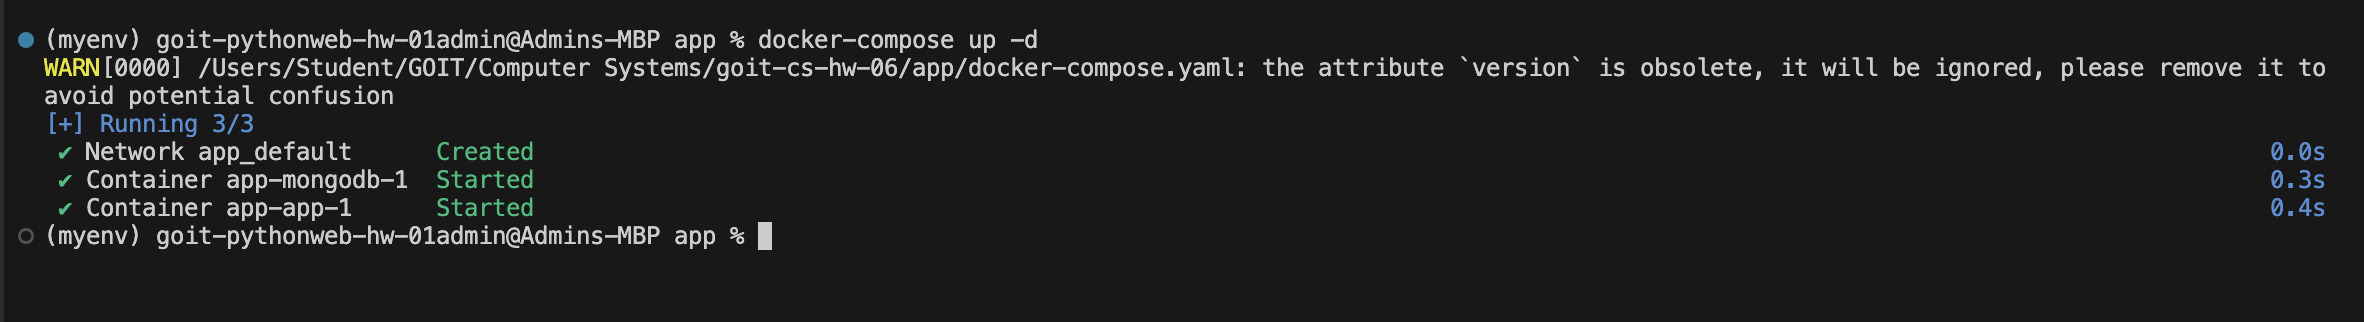 (myenv) goit-pythonweb-hw-01admin@Admins-MBP app % docker-compose up -d
WARN[0000] /Users/Student/GOIT/Computer Systems/goit-cs-hw-06/app/docker-compose.yaml: the attribute `version` is obsolete, it will be ignored, please remove it to
avoid potential confusion
[+] Running 3/3
✔ Network app_default Created 0.0s
✔ Container app-mongodb-1 Started 0.3s
✔ Container app-app-1 Started 0.4s
(myenv) goit-pythonweb-hw-01admin@Admins-MBP app %